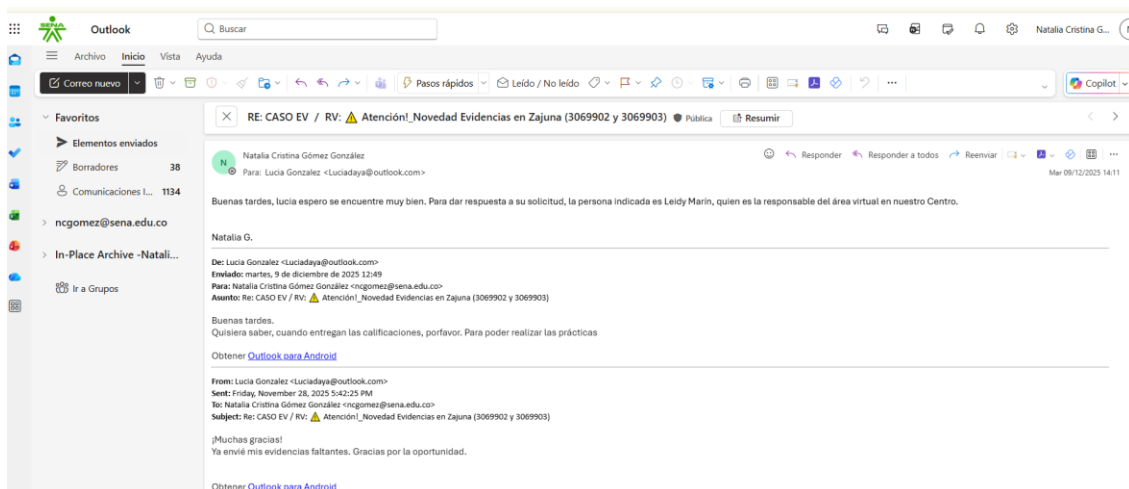 SENA
Outlook
Buscar
Natalia Cristina G...
Archivo Inicio Vista Ayuda
Correo nuevo
Pasos rápidos
Leído / No leído
Copilot
Favoritos
Elementos enviados
Borradores 38
Comunicaciones I... 1134
ncgomez@sena.edu.co
In-Place Archive -Natali...
Ir a Grupos
RE: CASO EV / RV: ⚠ Atención!_Novedad Evidencias en Zajuna (3069902 y 3069903) Pública Resumir
N
Natalia Cristina Gómez González
Para: Lucia Gonzalez <Luciadaya@outlook.com>
Responder Responder a todos Reenviar
Mar 09/12/2025 14:11
Buenas tardes, lucia espero se encuentre muy bien. Para dar respuesta a su solicitud, la persona indicada es Leidy Marín, quien es la responsable del área virtual en nuestro Centro.
Natalia G.
De: Lucia Gonzalez <Luciadaya@outlook.com>
Enviado: martes, 9 de diciembre de 2025 12:49
Para: Natalia Cristina Gómez González <ncgomez@sena.edu.co>
Asunto: Re: CASO EV / RV: ⚠ Atención!_Novedad Evidencias en Zajuna (3069902 y 3069903)
Buenas tardes.
Quisiera saber, cuando entregan las calificaciones, porfavor. Para poder realizar las prácticas
Obtener Outlook para Android
From: Lucia Gonzalez <Luciadaya@outlook.com>
Sent: Friday, November 28, 2025 5:42:25 PM
To: Natalia Cristina Gómez González <ncgomez@sena.edu.co>
Subject: Re: CASO EV / RV: ⚠ Atención!_Novedad Evidencias en Zajuna (3069902 y 3069903)
¡Muchas gracias!
Ya envié mis evidencias faltantes. Gracias por la oportunidad.
Obtener Outlook para Android